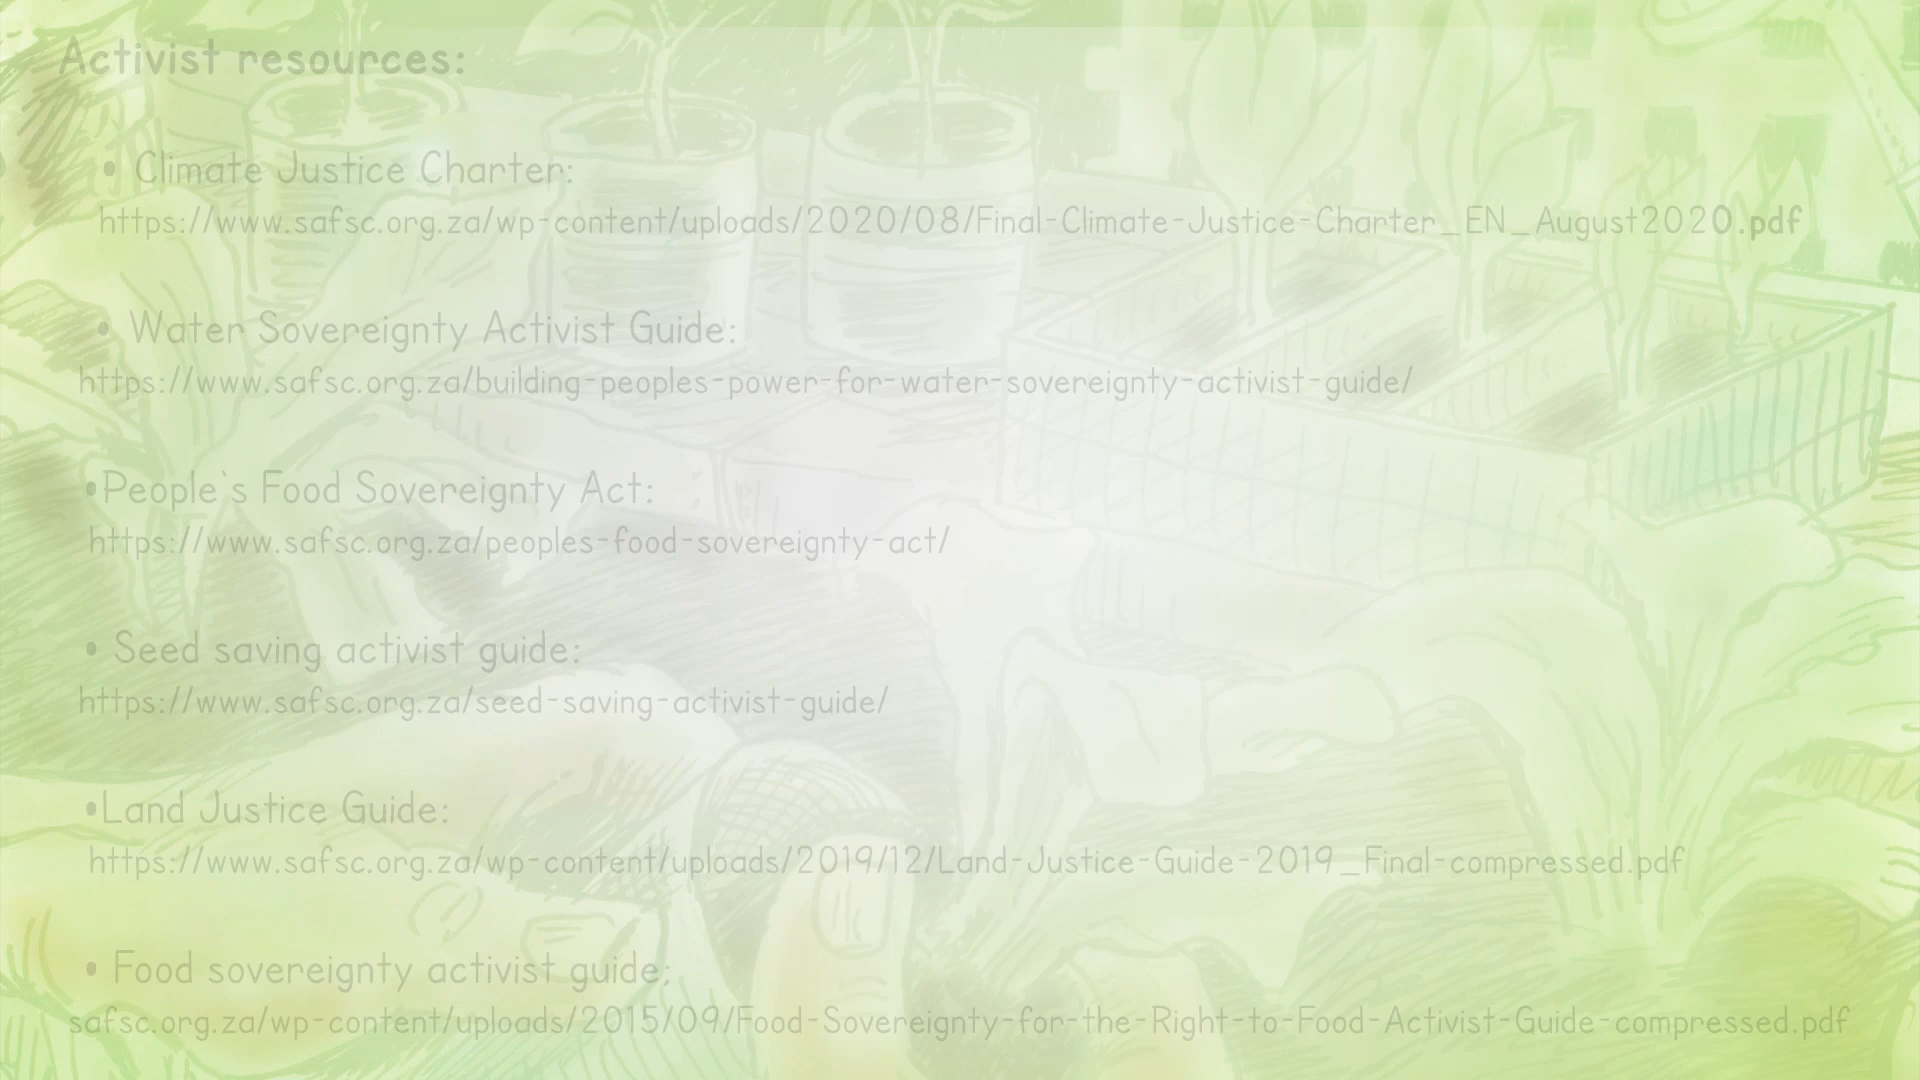 Activist resources:
• Climate Justice Charter:
https://www.safsc.org.za/wp-content/uploads/2020/08/Final-Climate-Justice-Charter_EN_August2020.pdf
• Water Sovereignty Activist Guide:
https://www.safsc.org.za/building-peoples-power-for-water-sovereignty-activist-guide/
•People`s Food Sovereignty Act:
https://www.safsc.org.za/peoples-food-sovereignty-act/
• Seed saving activist guide:
https://www.safsc.org.za/seed-saving-activist-guide/
•Land Justice Guide:
https://www.safsc.org.za/wp-content/uploads/2019/12/Land-Justice-Guide-2019_Final-compressed.pdf
• Food sovereignty activist guide;
safsc.org.za/wp-content/uploads/2015/09/Food-Sovereignty-for-the-Right-to-Food-Activist-Guide-compressed.pdf